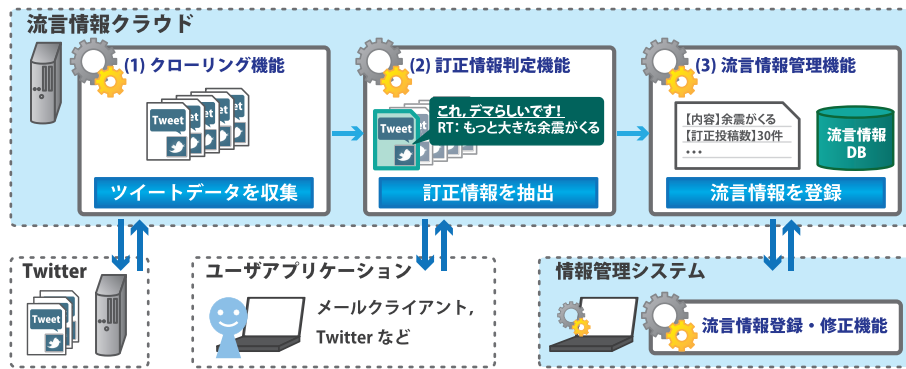 流言情報クラウド
(1) クローリング機能
Tweet
ツイートデータを収集
(2) 訂正情報判定機能
Tweet
これ，デマらしいです！
RT：もっと大きな余震がくる
訂正情報を抽出
(3) 流言情報管理機能
【内容】余震がくる
【訂正投稿数】30件
・・・
流言情報
DB
流言情報を登録
Twitter
Tweet
ユーザアプリケーション
メールクライアント，
Twitter など
情報管理システム
流言情報登録・修正機能